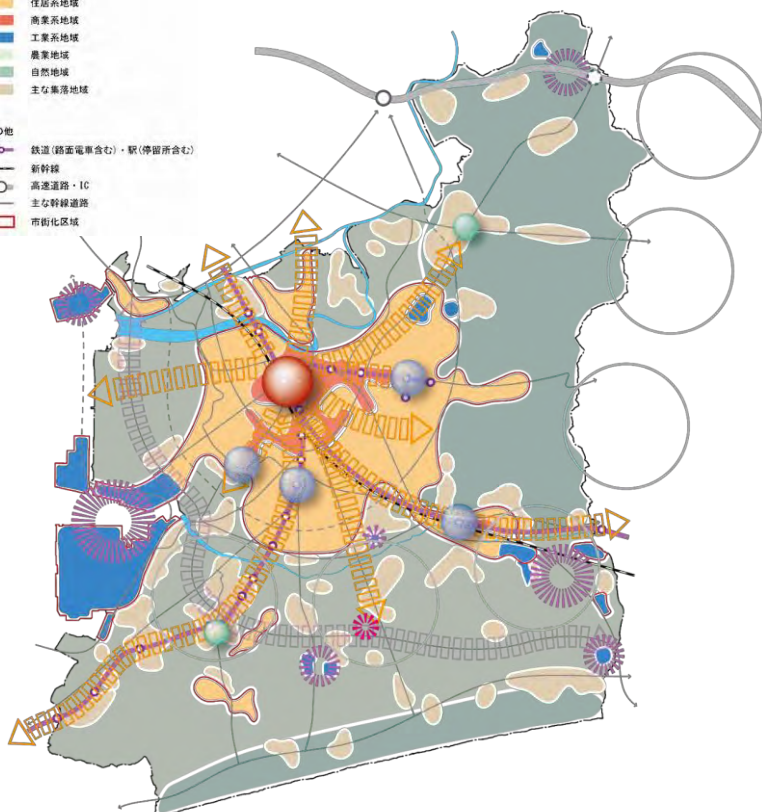 住居系地域
商業系地域
工業系地域
農業地域
自然地域
主な集落地域
他
鉄道(路面電車含む)・駅(停留所含む)
新幹線
高速道路・IC
主な幹線道路
市街化区域